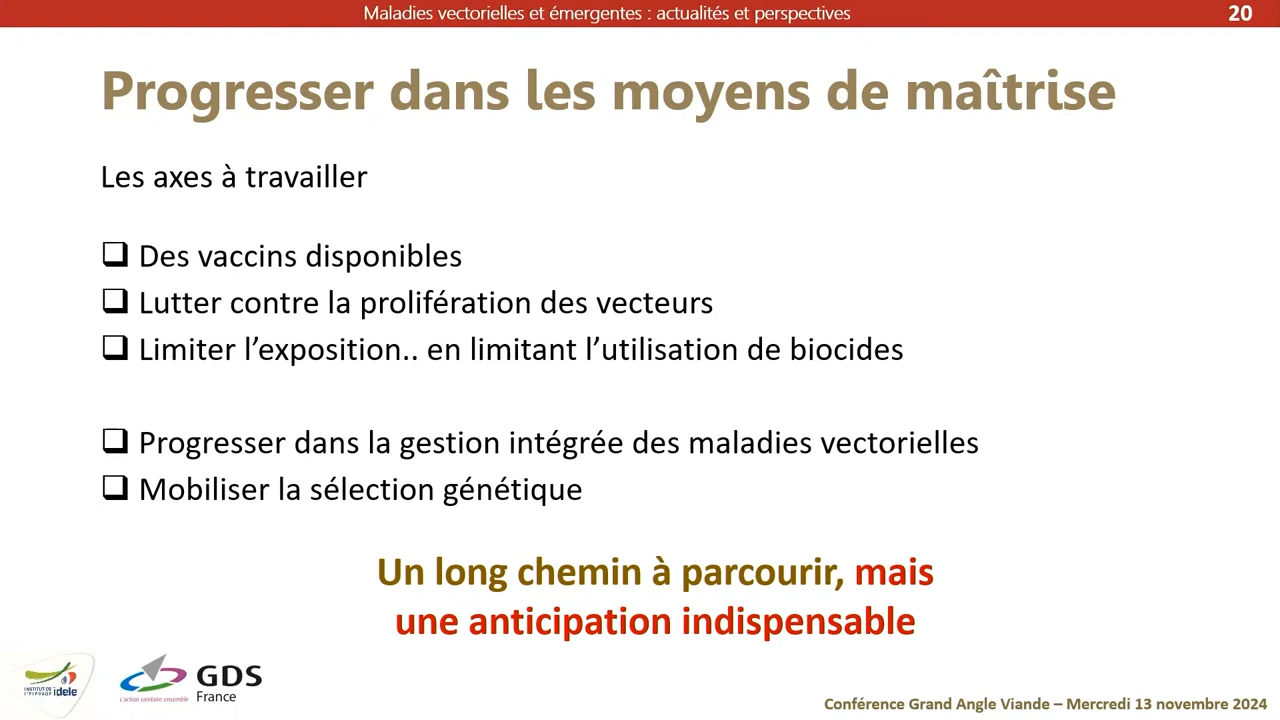 Maladies vectorielles et émergentes : actualités et perspectives
20
Progresser dans les moyens de maîtrise
Les axes à travailler
❑ Des vaccins disponibles
❑ Lutter contre la prolifération des vecteurs
❑ Limiter l’exposition.. en limitant l’utilisation de biocides
❑ Progresser dans la gestion intégrée des maladies vectorielles
❑ Mobiliser la sélection génétique
Un long chemin à parcourir, mais
une anticipation indispensable
INSTITUT DE
L'ÉLEVAGE idele
GDS
France
L'action sanitaire ensemble
Conférence Grand Angle Viande – Mercredi 13 novembre 2024